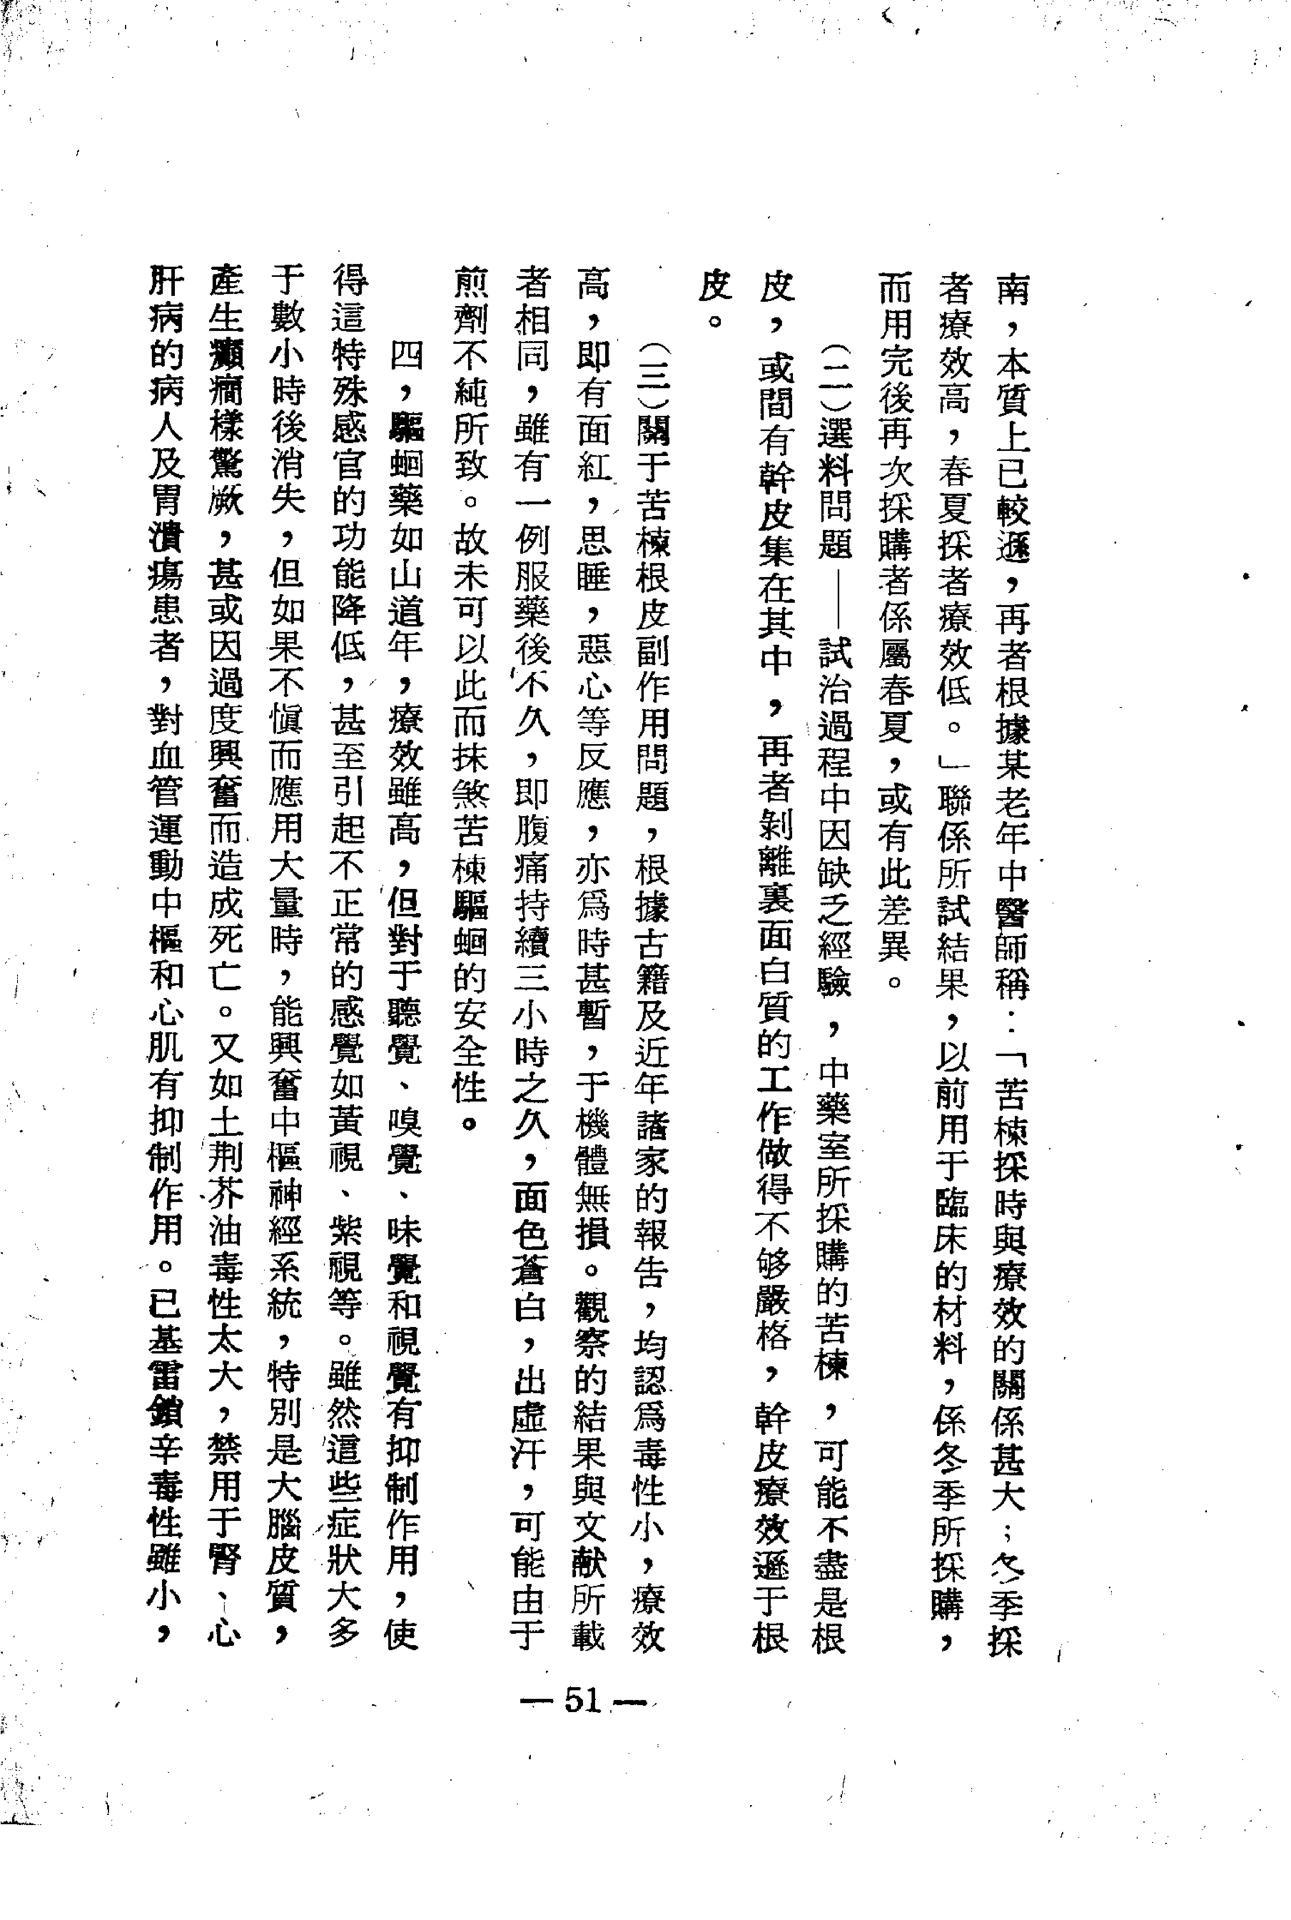 南，本質上已較遜，再者根據某老年中醫師稱：「苦楝採時與療效的關係甚大；冬季採
者療效高，春夏採者療效低。」聯係所試結果，以前用于臨床的材料，係冬季所採購，
而用完後再次採購者係屬春夏，或有此差異。
（二）選料問題——試治過程中因缺乏經驗，中藥室所採購的苦楝，可能不盡是根
皮，或間有幹皮集在其中，再者剝離裏面白質的工作做得不够嚴格，幹皮療效遜于根
皮。
（三）關于苦楝根皮副作用問題，根據古籍及近年諸家的報告，均認爲毒性小，療效
高，即有面紅，思睡，惡心等反應，亦爲時甚暫，于機體無損。觀察的結果與文献所載
者相同，雖有一例服藥後不久，即腹痛持續三小時之久，面色蒼白，出虛汗，可能由于
煎劑不純所致。故未可以此而抹煞苦楝驅蛔的安全性。
四，驅蛔藥如山道年，療效雖高，但對于聽覺、嗅覺、味覺和視覺有抑制作用，使
得這特殊感官的功能降低，甚至引起不正常的感覺如黃視、紫視等。雖然這些症狀大多
于數小時後消失，但如果不慎而應用大量時，能興奮中樞神經系統，特別是大腦皮質，
產生癲癇樣驚厥，甚或因過度興奮而造成死亡。又如土荆芥油毒性太大，禁用于腎、心
肝病的病人及胃潰瘍患者，對血管運動中樞和心肌有抑制作用。已基雷鎖辛毒性雖小，
— 51 —